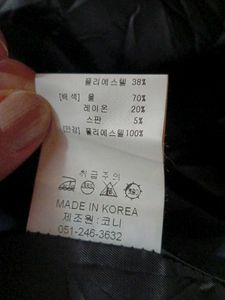 폴리에스텔 38%
[배색] 울 70%
레이온 20%
스판 5%
[안감] 폴리에스텔100%
취급주의
MADE IN KOREA
제조원:코니
051-246-3632